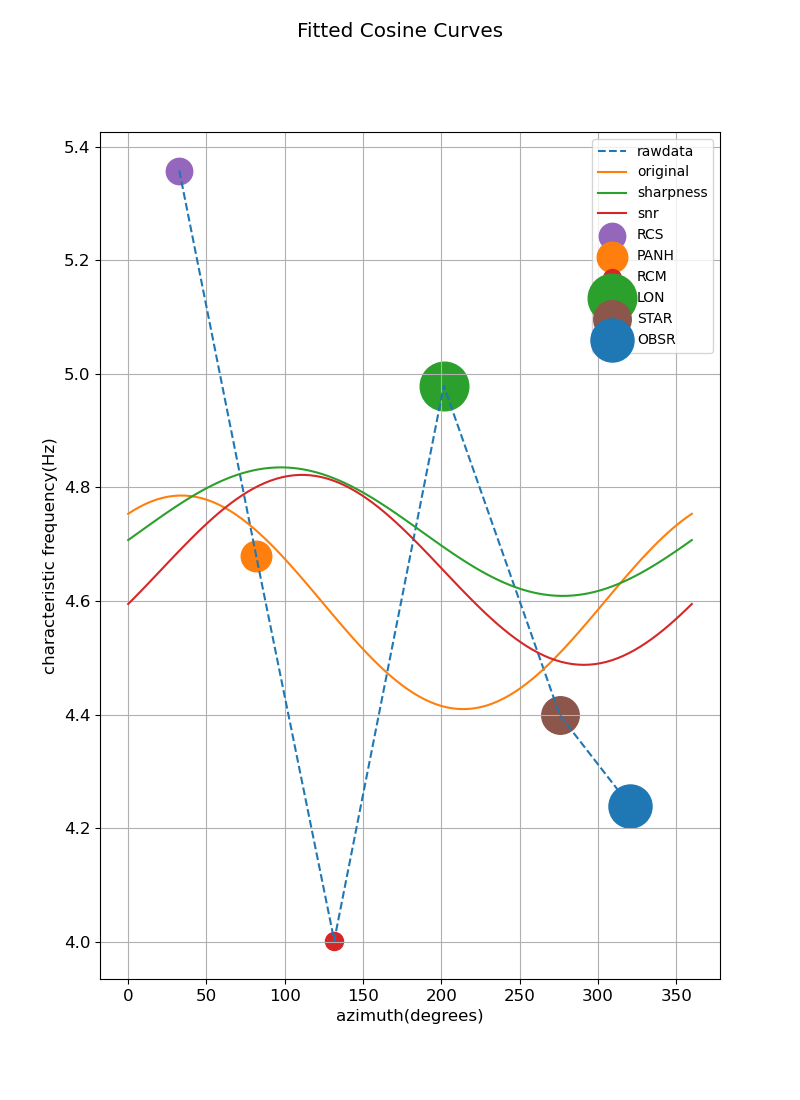 Fitted Cosine Curves
5.4
5.2
5.0
4.8
4.6
4.4
4.2
4.0
characteristic frequency(Hz)
rawdata
original
sharpness
snr
RCS
PANH
RCM
LON
STAR
OBSR
0 50 100 150 200 250 300 350
azimuth(degrees)